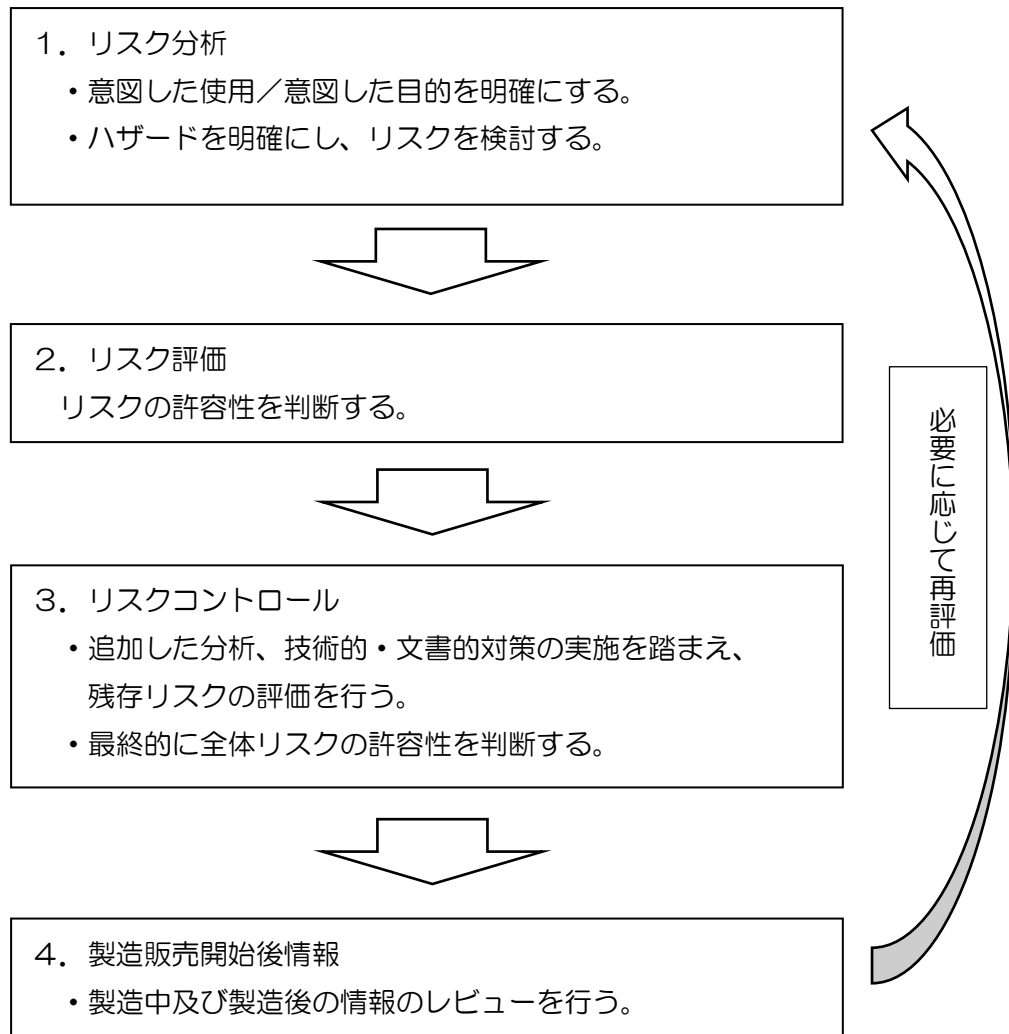 １．リスク分析
・意図した使用／意図した目的を明確にする。
・ハザードを明確にし、リスクを検討する。
２．リスク評価
リスクの許容性を判断する。
３．リスクコントロール
・追加した分析、技術的・文書的対策の実施を踏まえ、
残存リスクの評価を行う。
・最終的に全体リスクの許容性を判断する。
４．製造販売開始後情報
・製造中及び製造後の情報のレビューを行う。
必要に応じて再評価